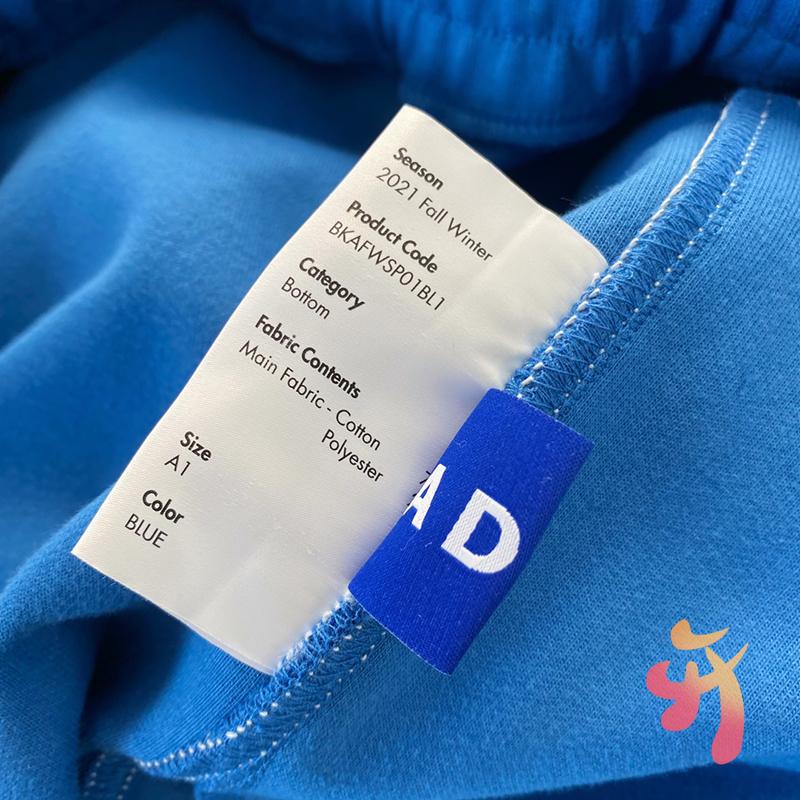 Season
2021 Fall Winter
Product Code
BKAFWSP01BL1
Category
Bottom
Fabric Contents
Main Fabric - Cotton
Polyester
Size
A1
Color
BLUE
AD